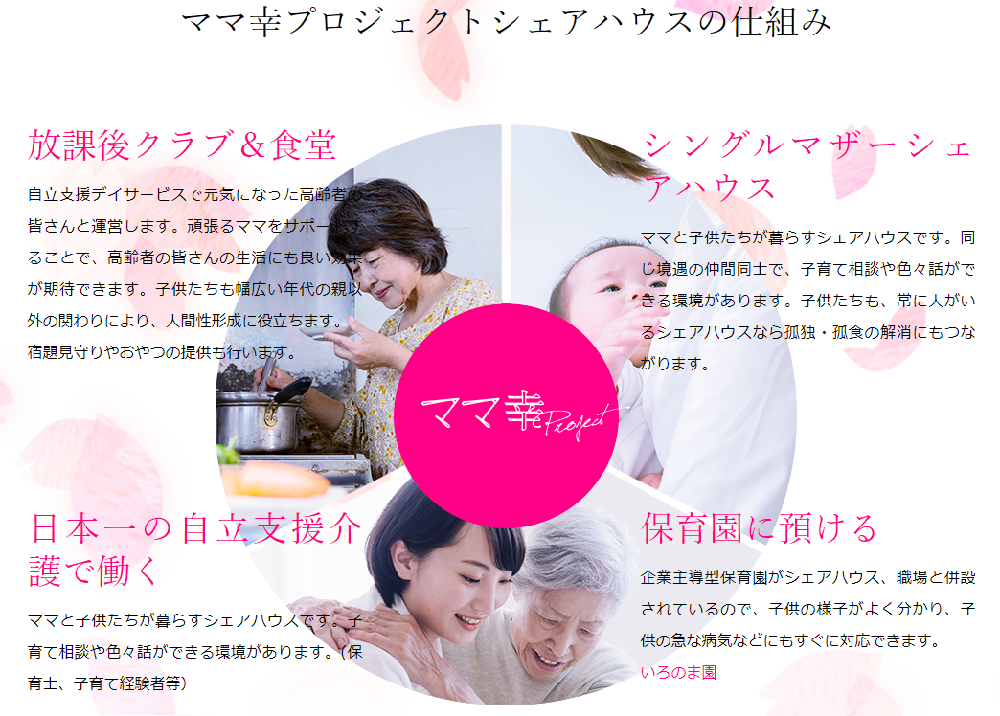 ママ幸プロジェクトシェアハウスの仕組み
放課後クラブ＆食堂
自立支援デイサービスで元気になった高齢者の
皆さんと運営します。頑張るママをサポートす
ることで、高齢者の皆さんの生活にも良い効果
が期待できます。子供たちも幅広い年代の親以
外の関わりにより、人間性形成に役立ちます。
宿題見守りやおやつの提供も行います。
シングルマザーシェ
アハウス
ママと子供たちが暮らすシェアハウスです。同
じ境遇の仲間同士で、子育て相談や色々話がで
きる環境があります。子供たちも、常に人がい
るシェアハウスなら孤独・孤食の解消にもつな
がります。
ママ幸Project
日本一の自立支援介
護で働く
ママと子供たちが暮らすシェアハウスです。子
育て相談や色々話ができる環境があります。(保
育士、子育て経験者等）
保育園に預ける
企業主導型保育園がシェアハウス、職場と併設
されているので、子供の様子がよく分かり、子
供の急な病気などにもすぐに対応できます。
いろのま園